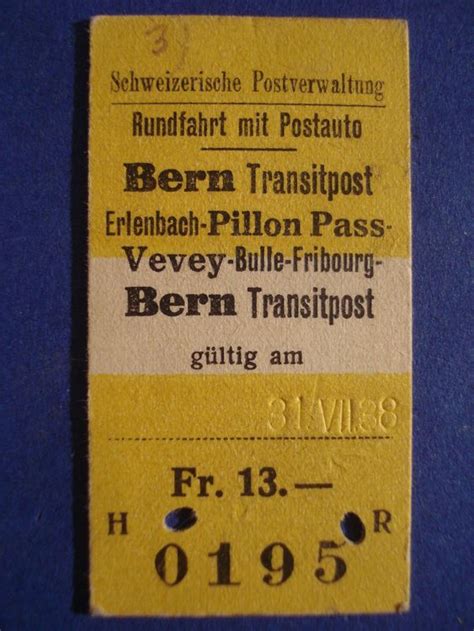 3
Schweizerische Postverwaltung
Rundfahrt mit Postauto
Bern Transitpost
Erlenbach-Pillon Pass-
Vevey-Bulle-Fribourg-
Bern Transitpost
gültig am
31 VII 38
Fr. 13.—
H R
0195